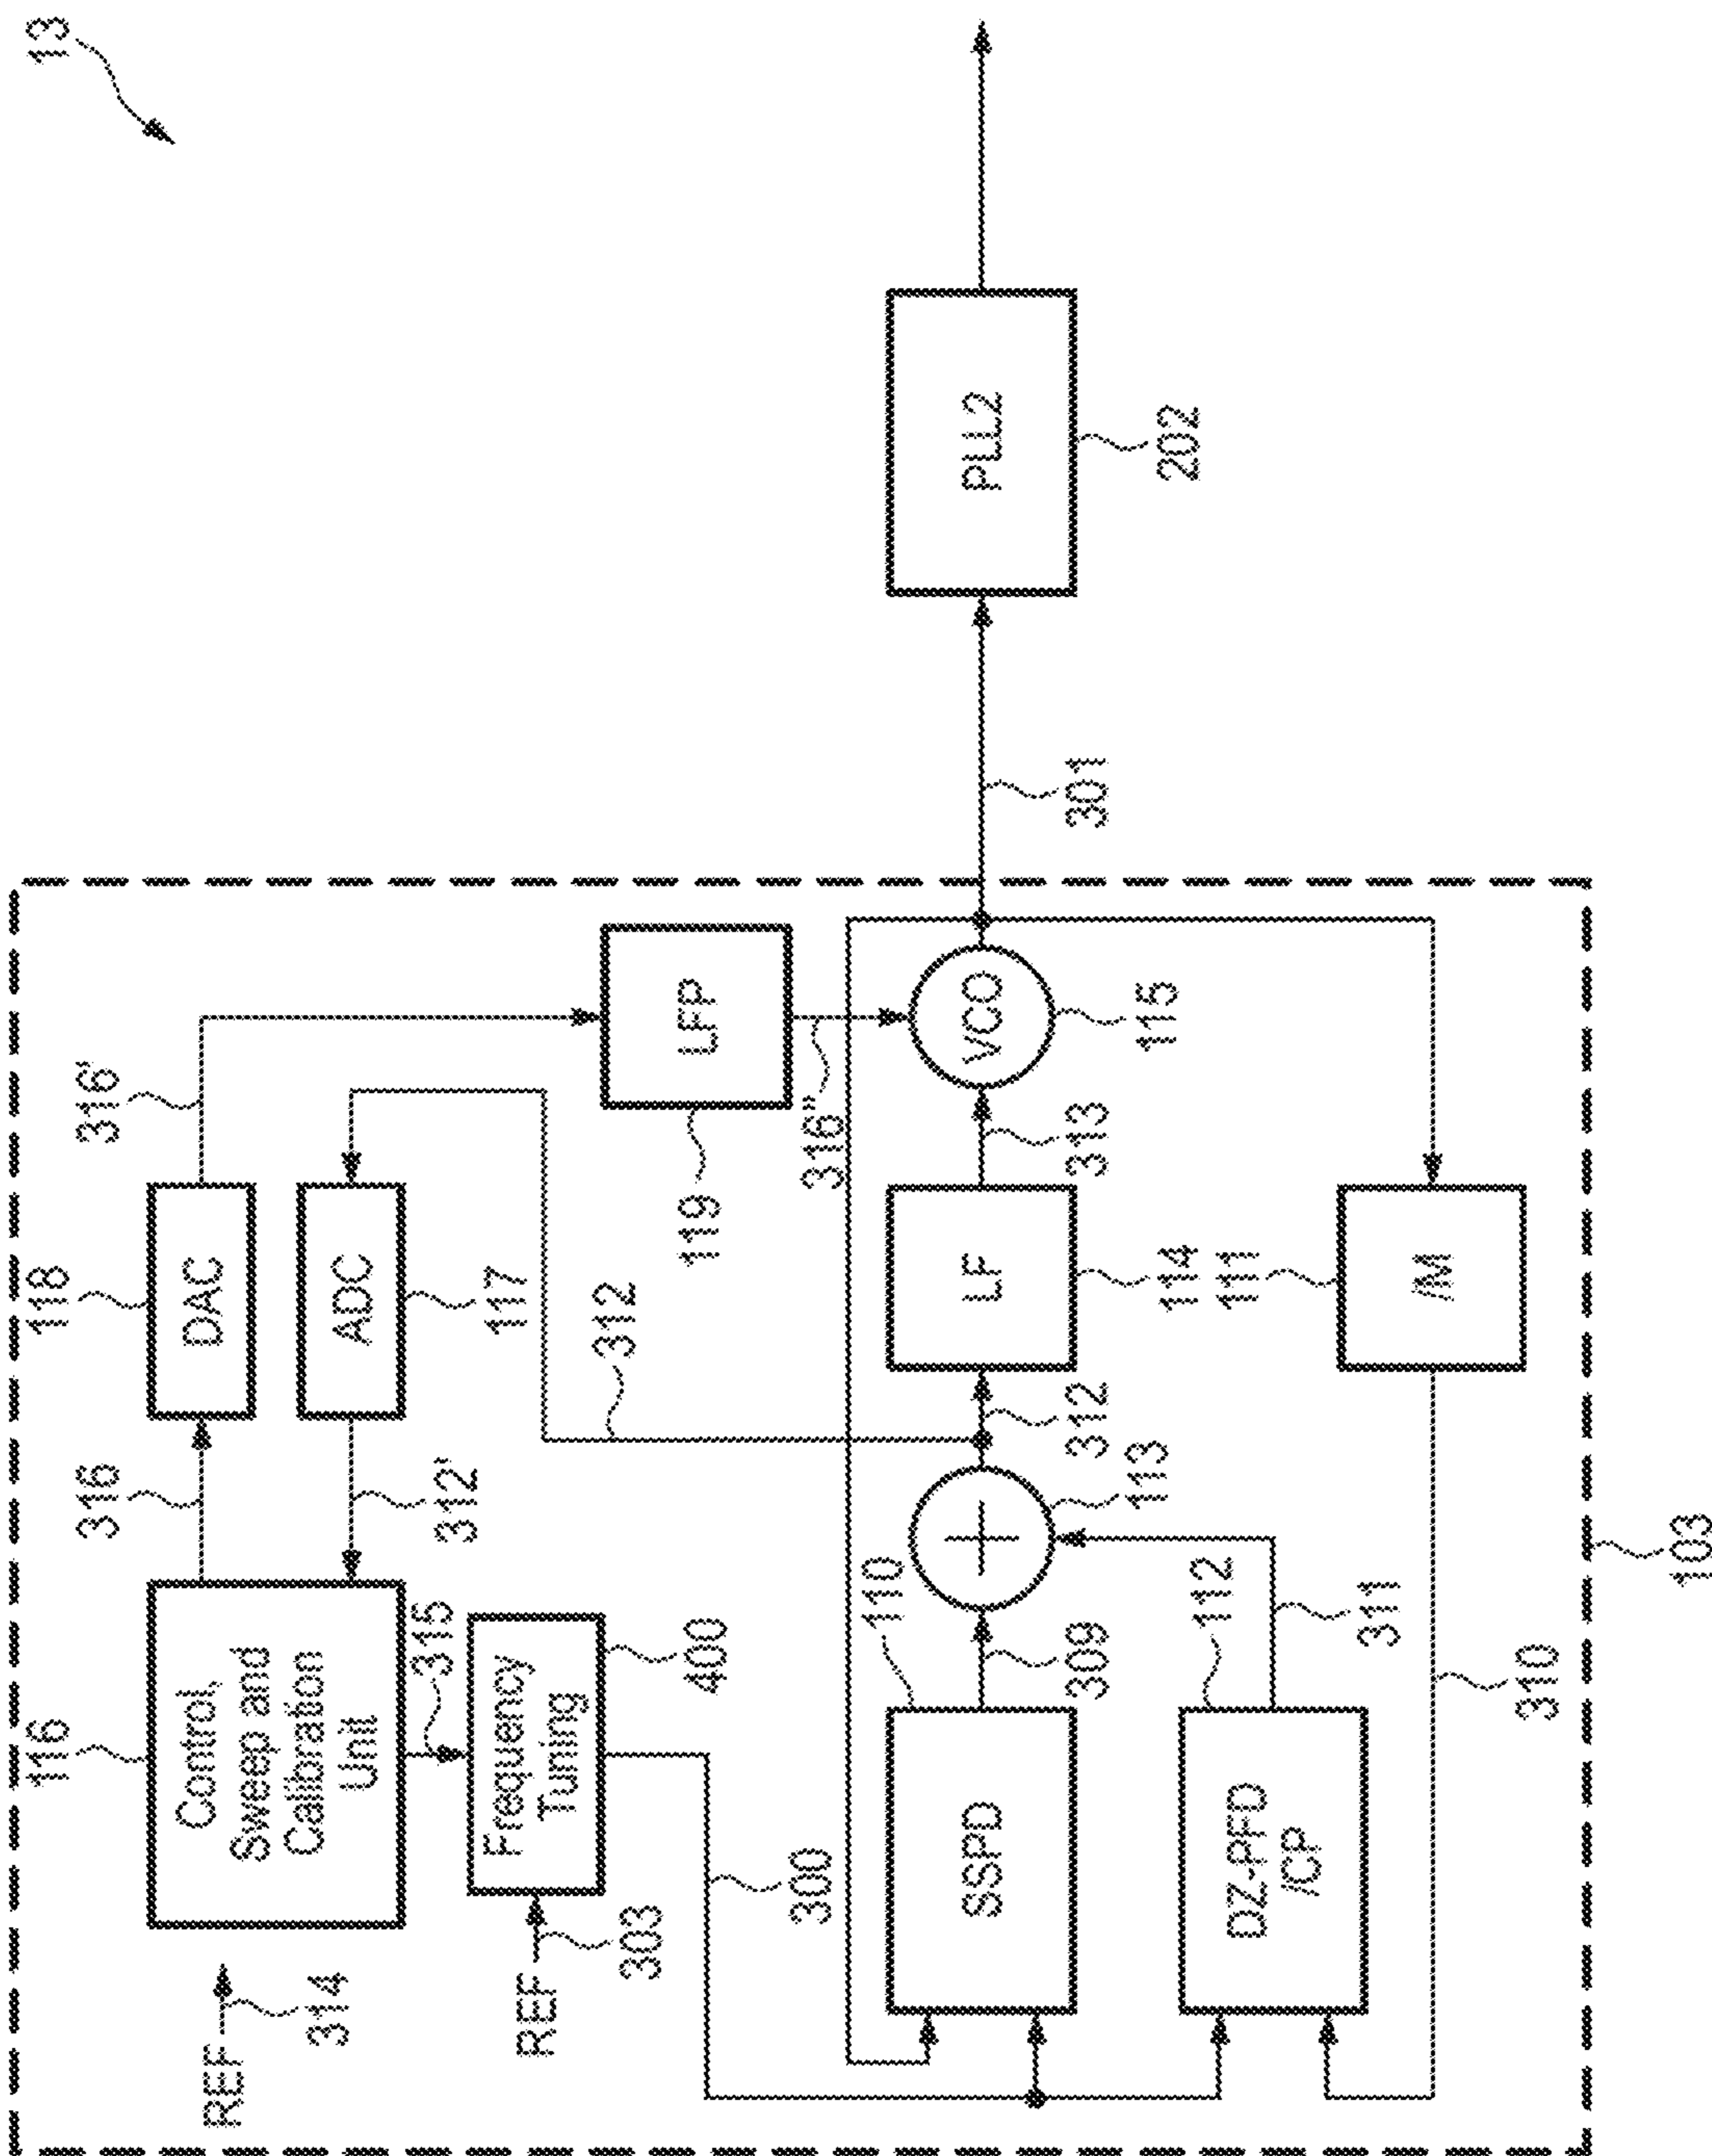 13
116
Control,
Sweep and
Calibration
Unit
REF
314
316
DAC
118
316'
312'
ADC
117
315
Frequency
Tuning
400
REF
303
300
312
LFP
119
316"
SSPD
110
309
113
312
LF
114
313
VCO
115
301
PLL2
202
DZ-PFD
/CP
112
311
/M
111
310
103